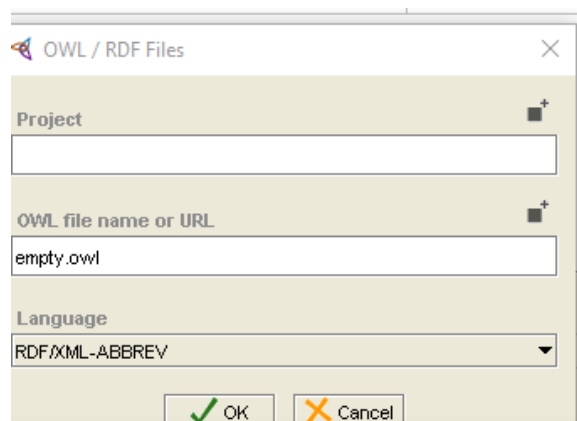 OWL / RDF Files
Project
OWL file name or URL
empty.owl
Language
RDF/XML-ABBREV
OK Cancel